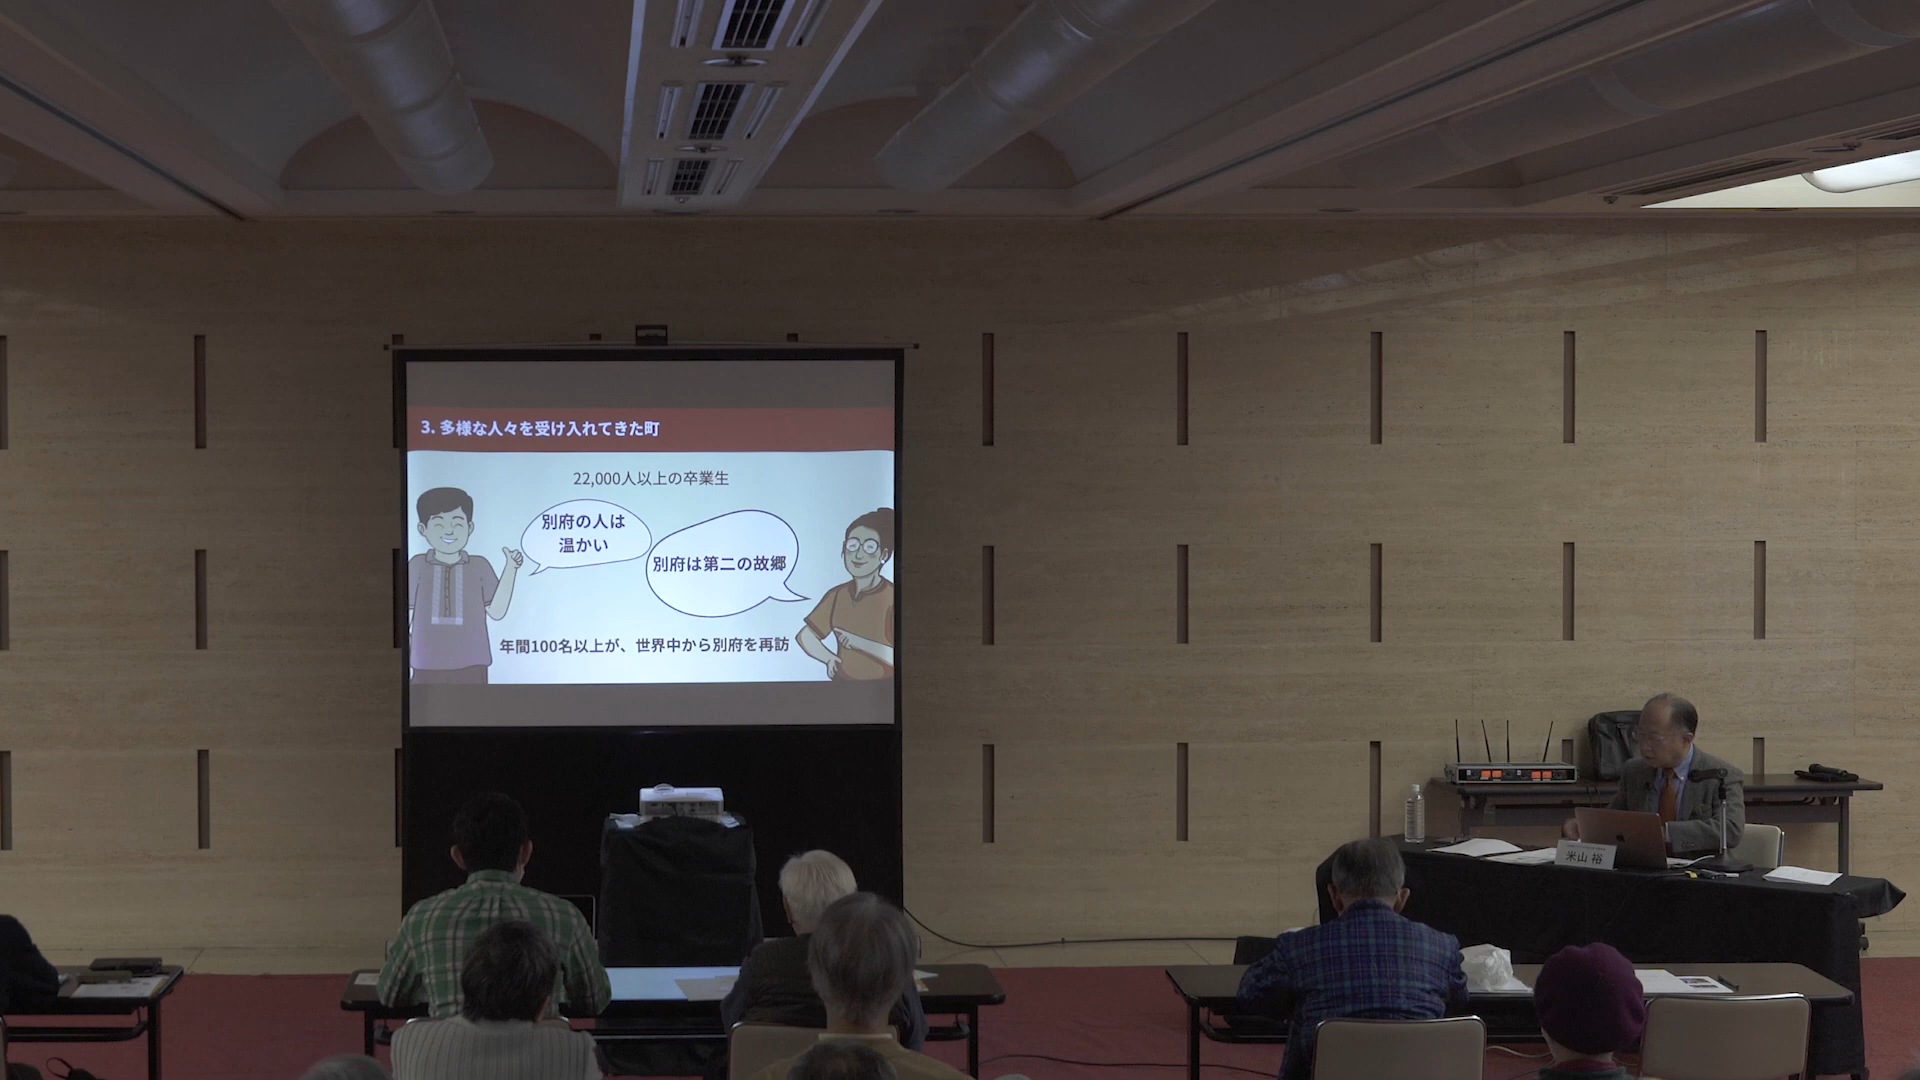 3. 多様な人々を受け入れてきた町
22,000人以上の卒業生
別府の人は
温かい
別府は第二の故郷
年間100名以上が、世界中から別府を再訪
米山 裕